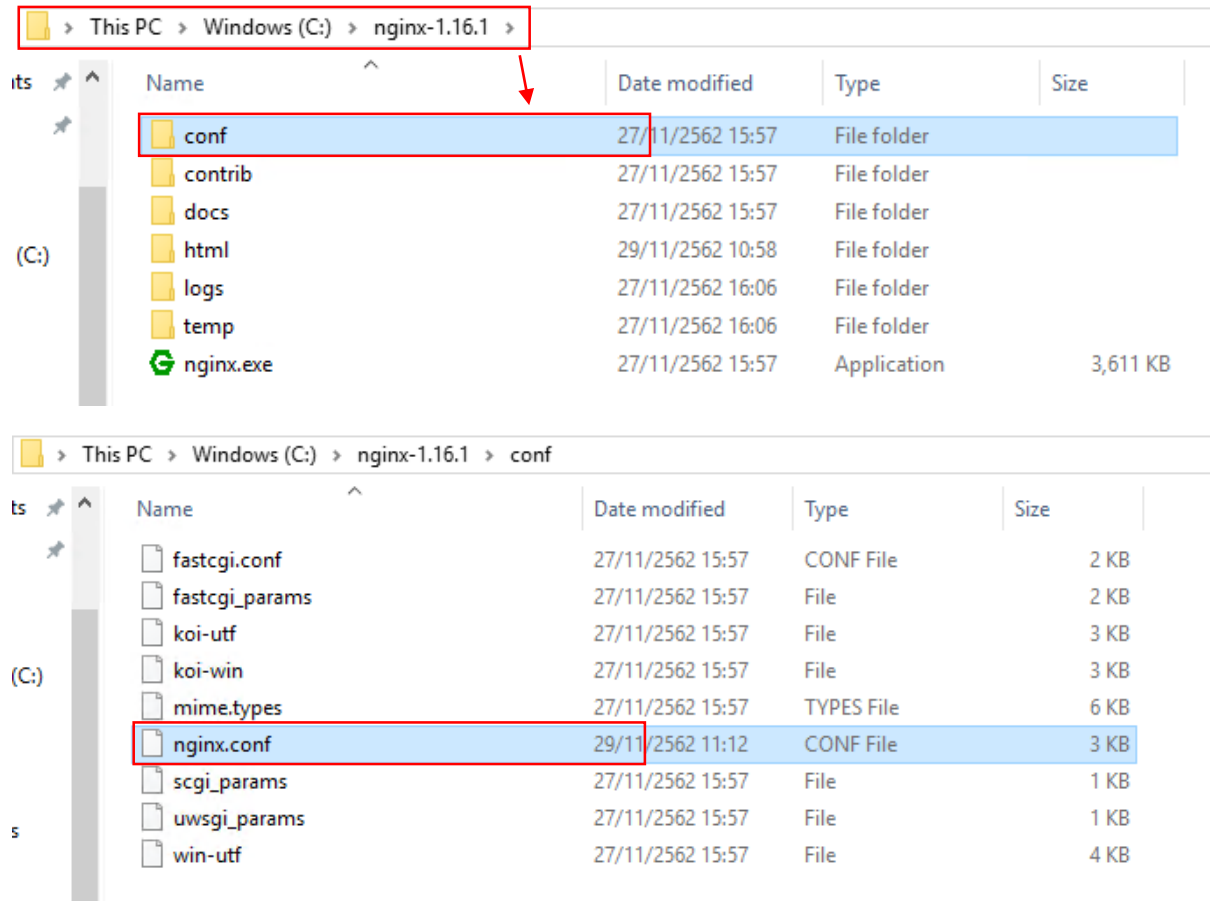 > This PC > Windows (C:) > nginx-1.16.1 >
Name Date modified Type Size
conf 27/11/2562 15:57 File folder
contrib 27/11/2562 15:57 File folder
docs 27/11/2562 15:57 File folder
(C:) html 29/11/2562 10:58 File folder
logs 27/11/2562 16:06 File folder
temp 27/11/2562 16:06 File folder
nginx.exe 27/11/2562 15:57 Application 3,611 KB
> This PC > Windows (C:) > nginx-1.16.1 > conf
ts Name Date modified Type Size
fastcgi.conf 27/11/2562 15:57 CONF File 2 KB
fastcgi_params 27/11/2562 15:57 File 2 KB
koi-utf 27/11/2562 15:57 File 3 KB
(C:) koi-win 27/11/2562 15:57 File 3 KB
mime.types 27/11/2562 15:57 TYPES File 6 KB
nginx.conf 29/11/2562 11:12 CONF File 3 KB
scgi_params 27/11/2562 15:57 File 1 KB
s uwsgi_params 27/11/2562 15:57 File 1 KB
win-utf 27/11/2562 15:57 File 4 KB